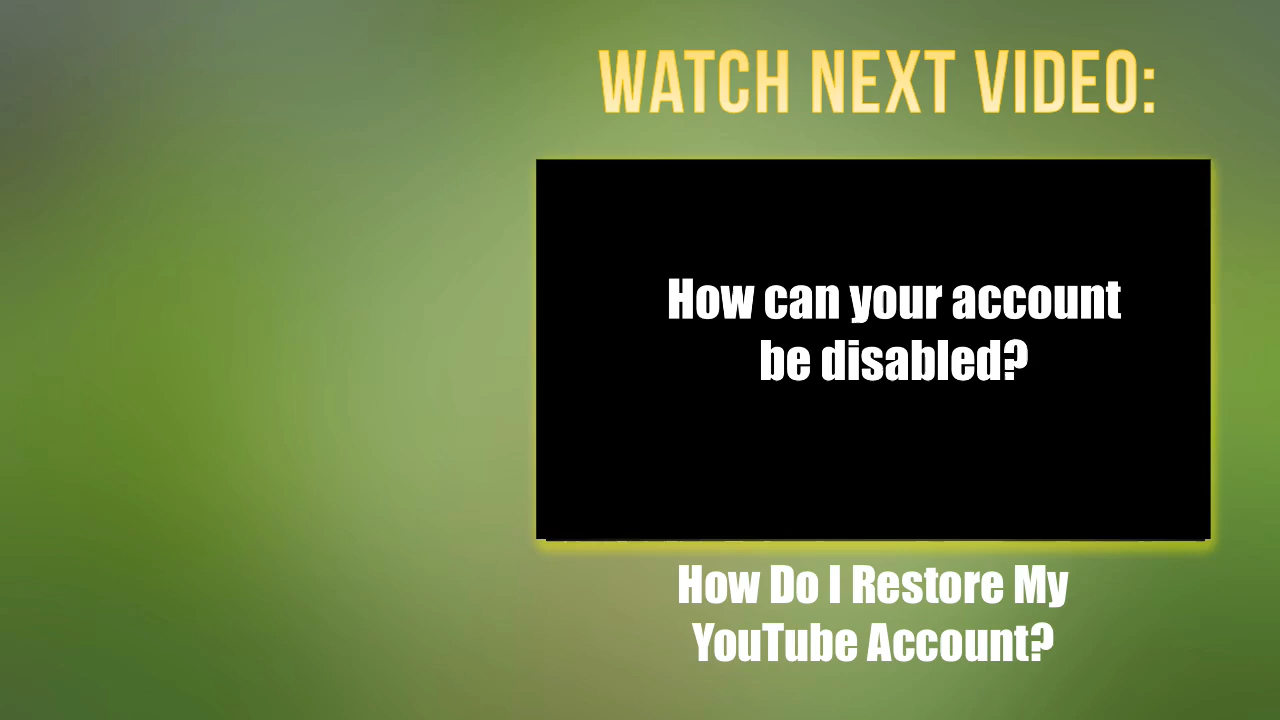 WATCH NEXT VIDEO:
How can your account
be disabled?
How Do I Restore My
YouTube Account?